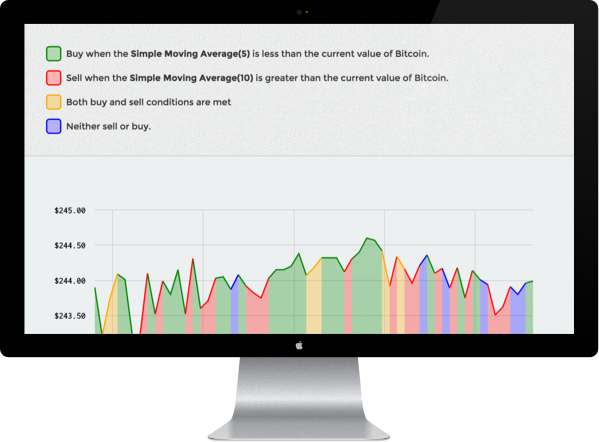 Buy when the Simple Moving Average(5) is less than the current value of Bitcoin.
Sell when the Simple Moving Average(10) is greater than the current value of Bitcoin.
Both buy and sell conditions are met
Neither sell or buy.
$245.00
$244.50
$244.00
$243.50